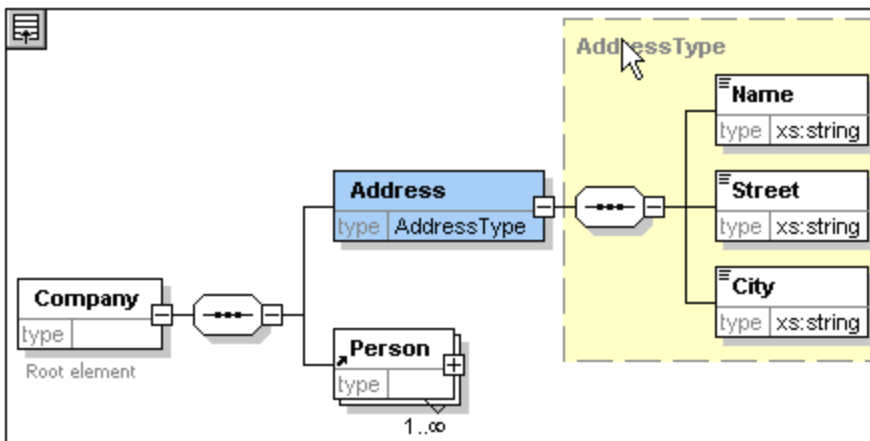 AddressType
Name
type xs:string
Address
type AddressType
Street
type xs:string
City
type xs:string
Company
type
Root element
Person
type
1..∞